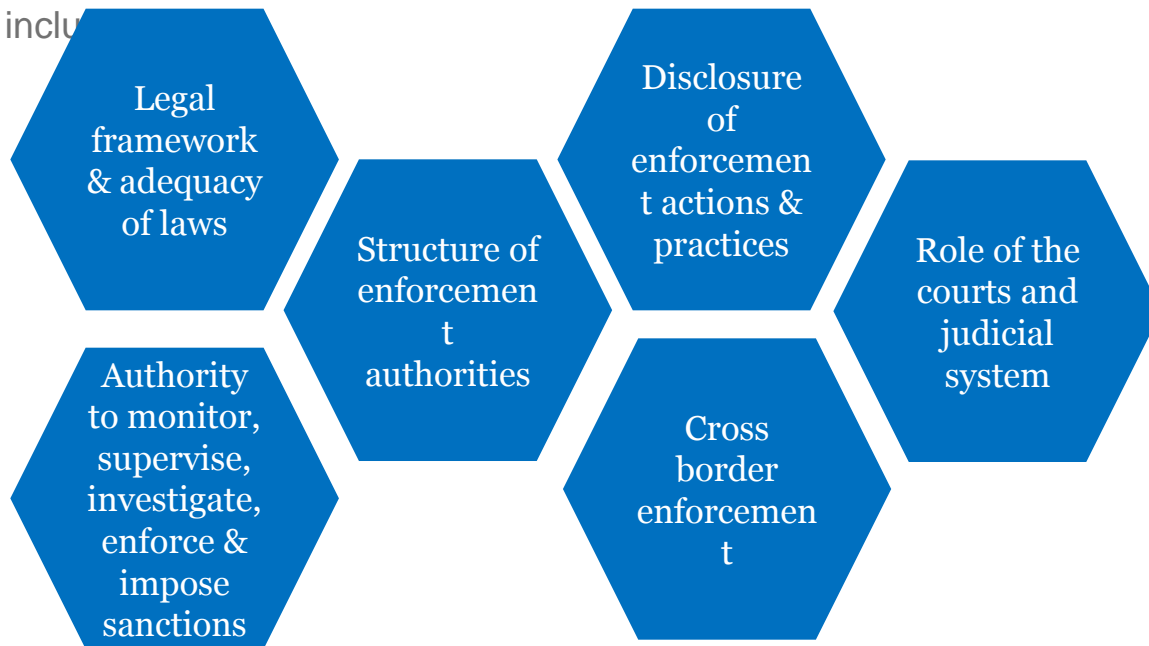 Legal
framework
& adequacy
of laws
Authority
to monitor,
supervise,
investigate,
enforce &
impose
sanctions
Structure of
enforcemen
t
authorities
Disclosure
of
enforcemen
t actions &
practices
Cross
border
enforcemen
t
Role of the
courts and
judicial
system